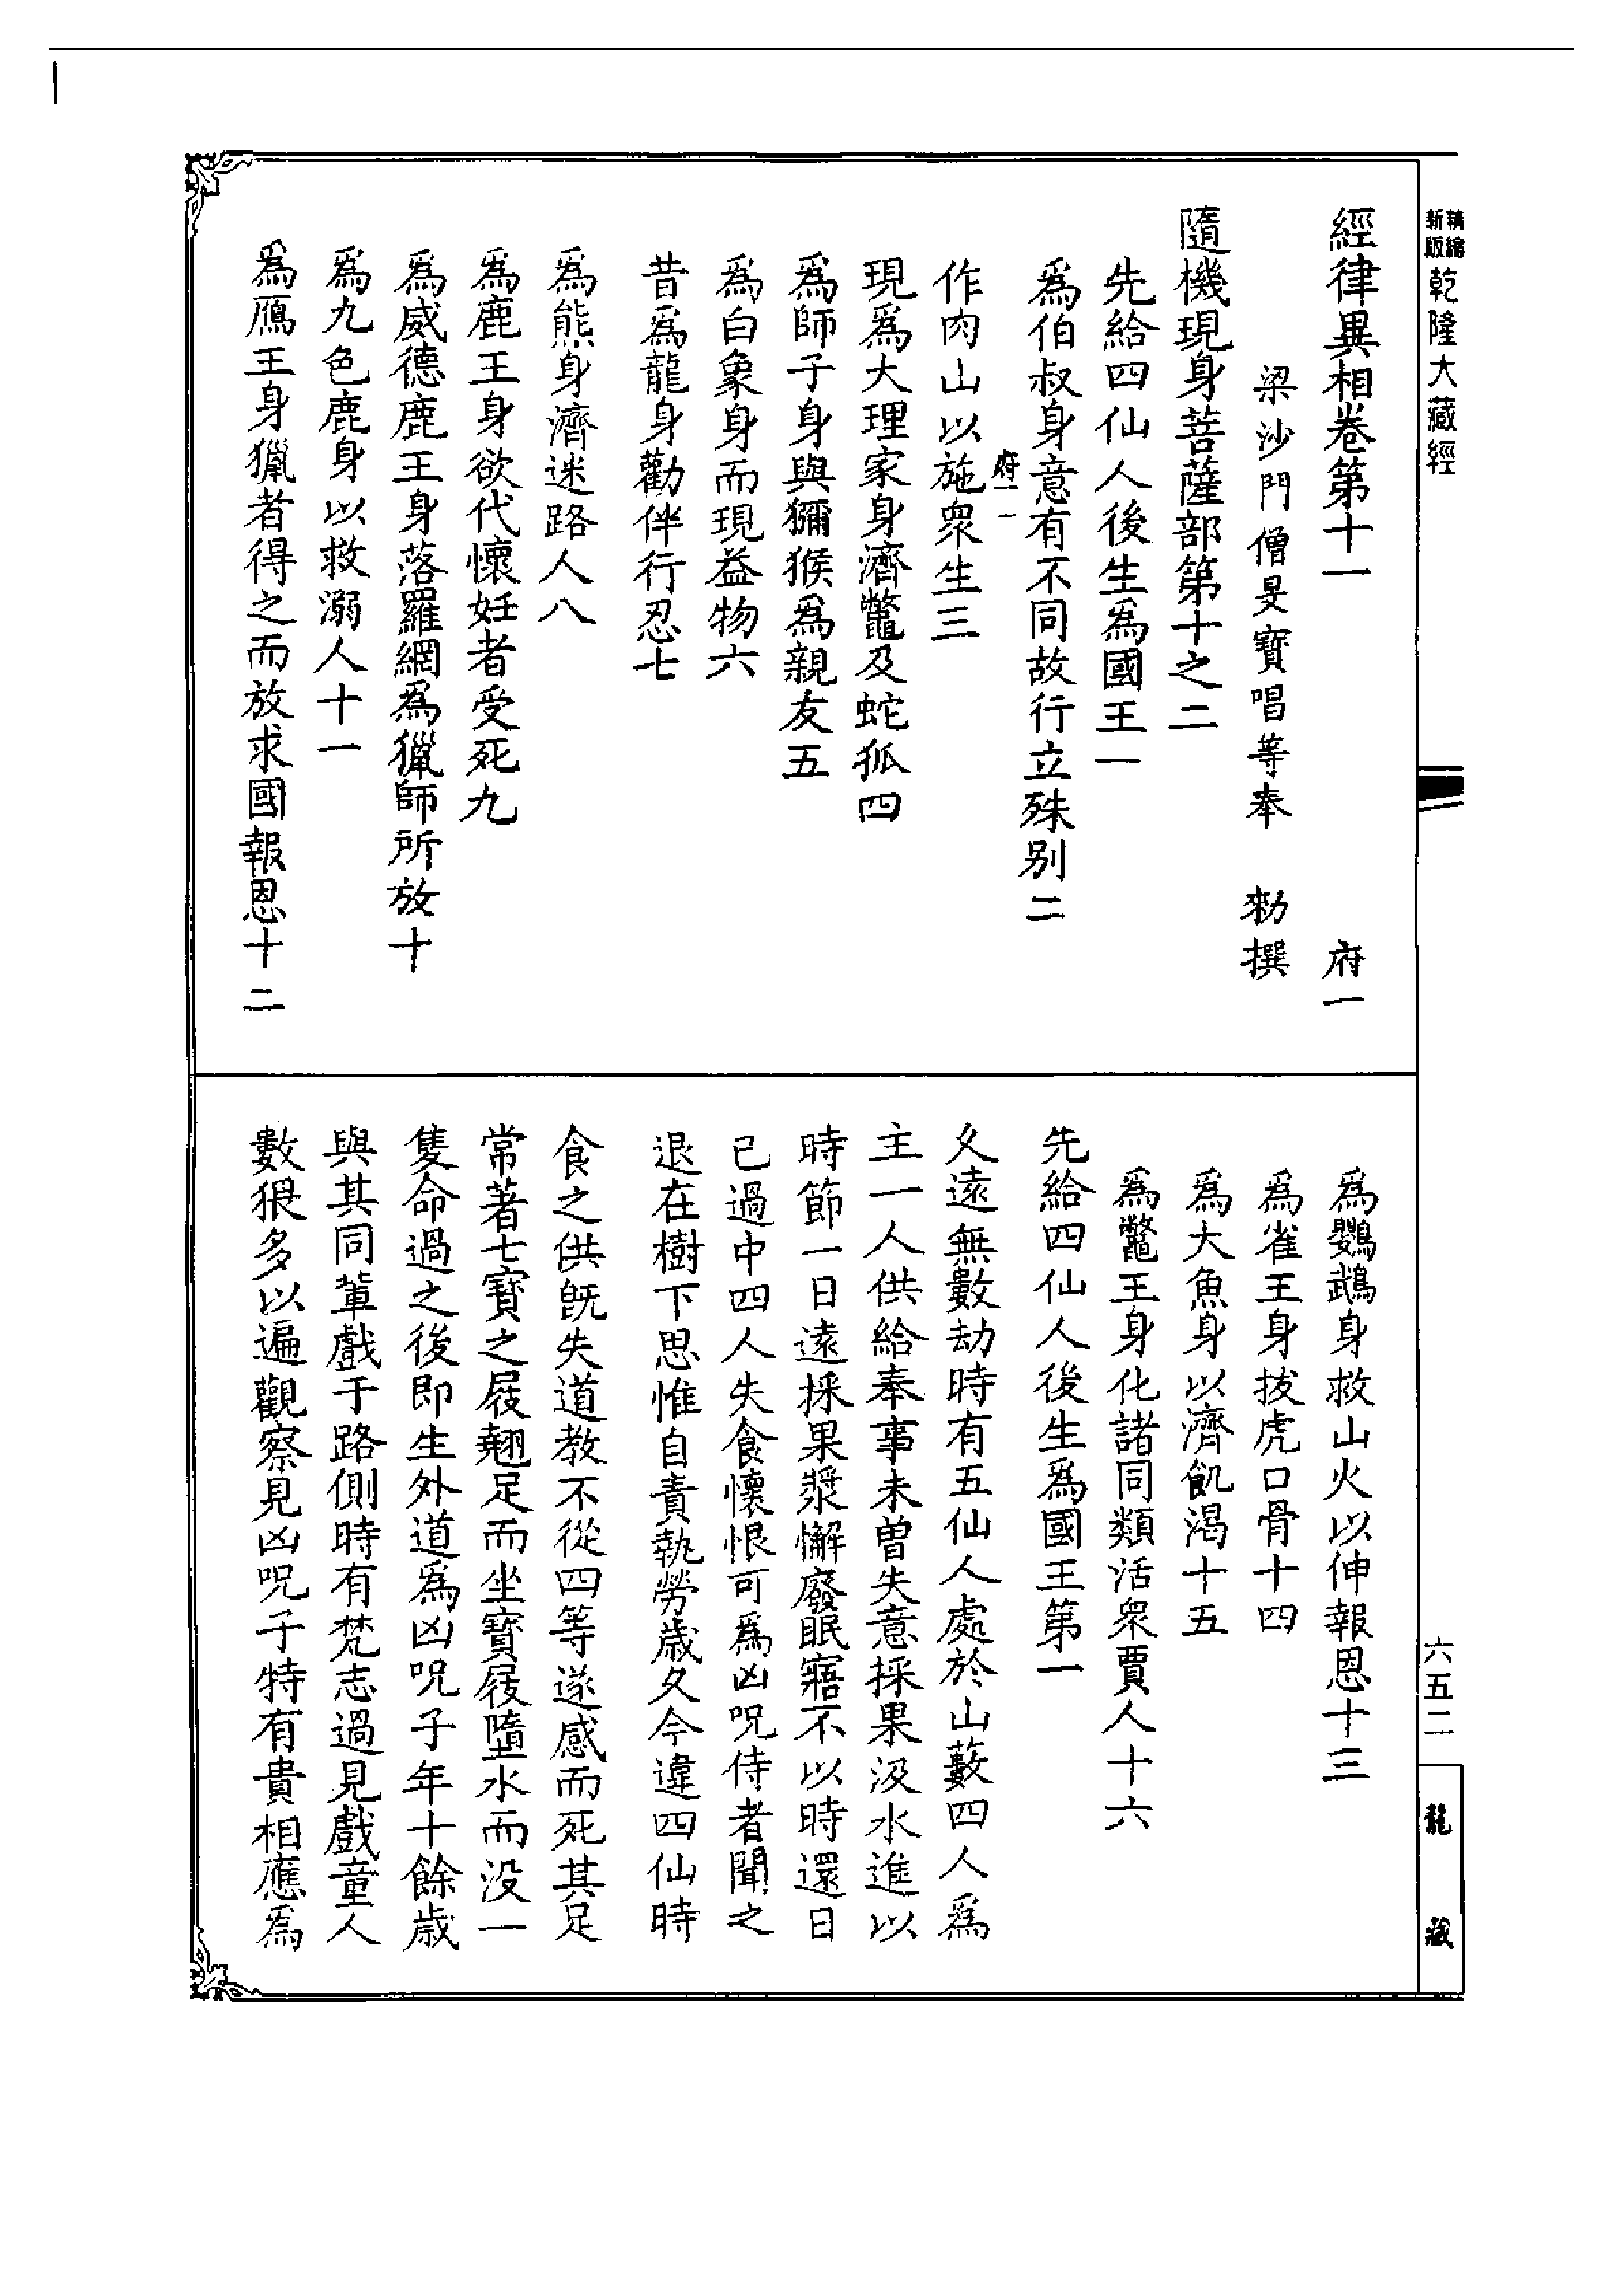 精縮新版乾隆大藏經
經律異相卷第十一　府一
梁沙門僧旻寶唱等奉　勅撰
隨機現身菩薩部第十之二
先給四仙人後生爲國王一
爲伯叔身意有不同故行立殊别二
府一　一
作肉山以施衆生三
現爲大理家身濟鼈及蛇狐四
爲師子身與獼猴爲親友五
爲白象身而現益物六
昔爲龍身勸伴行忍七
爲熊身濟迷路人八
爲鹿王身欲代懷妊者受死九
爲威德鹿王身落羅網爲獵師所放十
爲九色鹿身以救溺人十一
爲鴈王身獵者得之而放求國報恩十二
爲鸚鵡身救山火以伸報恩十三
爲雀王身拔虎口骨十四
爲大魚身以濟飢渴十五
爲鼈王身化諸同類活衆賈人十六
先給四仙人後生爲國王第一
久遠無數劫時有五仙人處於山藪四人爲
主一人供給奉事未曾失意採果汲水進以
時節一日遠採果漿懈廢眠寤不以時還日
已過中四人失食懷恨可爲凶呪侍者聞之
退在樹下思惟自責執勞歳久今違四仙時
食之供旣失道教不從四等遂感而死其足
常著七寶之屐翹足而坐寶屐墮水而没一
隻命過之後即生外道爲凶呪子年十餘歳
與其同輩戲于路側時有梵志過見戲童人
數猥多以遍觀察見凶呪子特有貴相應爲
六五二
龍藏